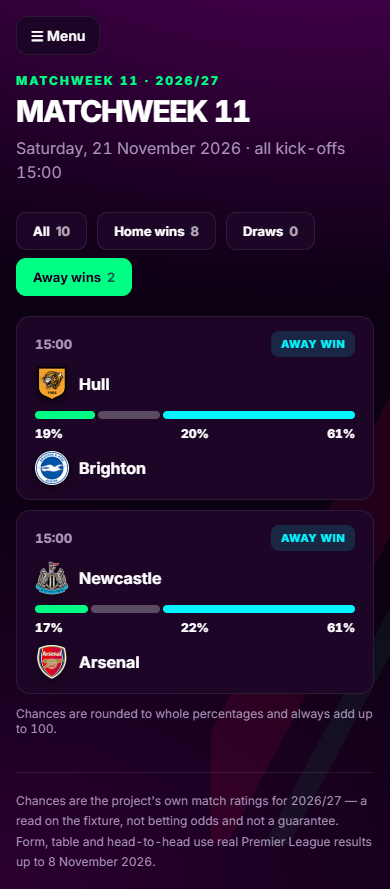 ☰ Menu
MATCHWEEK 11 · 2026/27
MATCHWEEK 11
Saturday, 21 November 2026 · all kick-offs
15:00
All 10
Home wins 8
Draws 0
Away wins 2
15:00
AWAY WIN
Hull
19%
20%
61%
Brighton
15:00
AWAY WIN
Newcastle
17%
22%
61%
Arsenal
Chances are rounded to whole percentages and always add up
to 100.
Chances are the project's own match ratings for 2026/27 — a
read on the fixture, not betting odds and not a guarantee.
Form, table and head-to-head use real Premier League results
up to 8 November 2026.